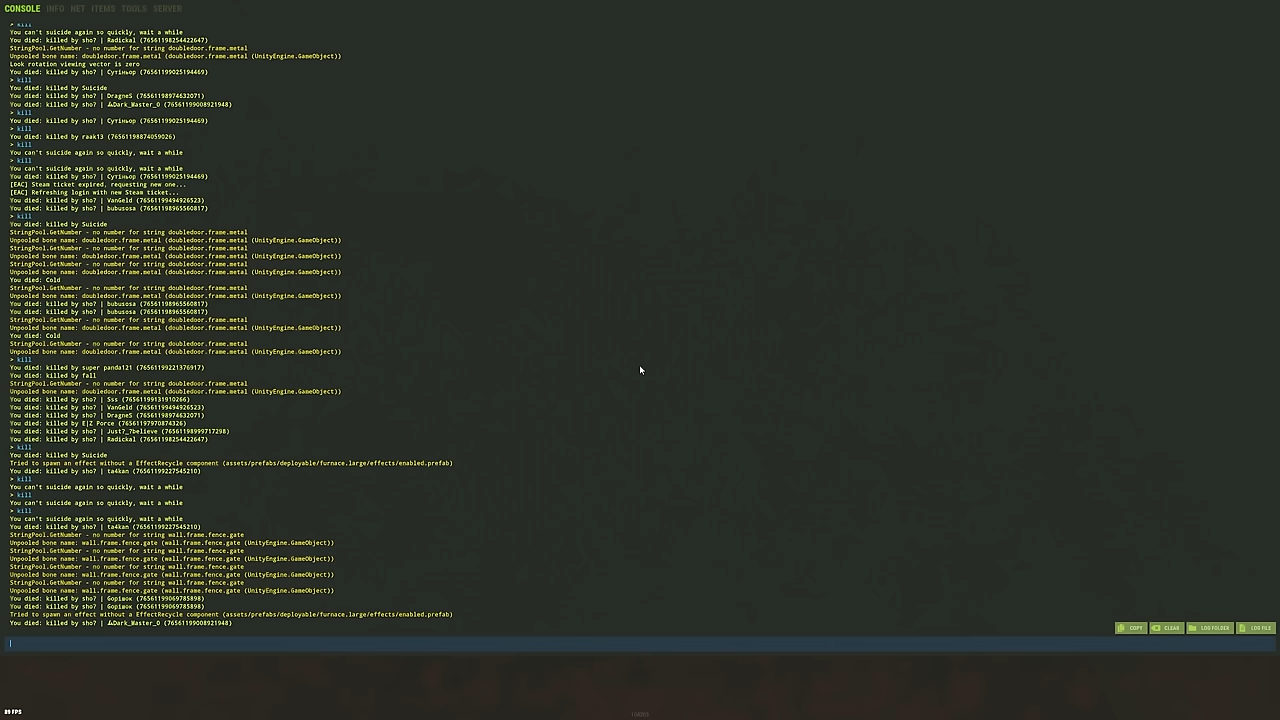 CONSOLE INFO NET ITEMS TOOLS SERVER
> kill
You can't suicide again so quickly, wait a while
You died: killed by sho? | Radickal (76561198254422647)
StringPool.GetNumber - no number for string doubledoor.frame.metal
Unpooled bone name: doubledoor.frame.metal (doubledoor.frame.metal (UnityEngine.GameObject))
Look rotation viewing vector is zero
You died: killed by sho? | Сутіньор (76561199025194469)
> kill
You died: killed by Suicide
You died: killed by sho? | DragneS (76561198974632071)
You died: killed by sho? | Dark_Master_O (76561199008921948)
> kill
You died: killed by sho? | Сутіньор (76561199025194469)
> kill
You died: killed by raak13 (76561198874059026)
> kill
You can't suicide again so quickly, wait a while
> kill
You can't suicide again so quickly, wait a while
You died: killed by sho? | Сутіньор (76561199025194469)
[EAC] Steam ticket expired, requesting new one...
[EAC] Refreshing login with new Steam ticket...
You died: killed by sho? | VanGeld (76561199494926523)
You died: killed by sho? | bubusosa (76561198965560817)
> kill
You died: killed by Suicide
StringPool.GetNumber - no number for string doubledoor.frame.metal
Unpooled bone name: doubledoor.frame.metal (doubledoor.frame.metal (UnityEngine.GameObject))
StringPool.GetNumber - no number for string doubledoor.frame.metal
Unpooled bone name: doubledoor.frame.metal (doubledoor.frame.metal (UnityEngine.GameObject))
StringPool.GetNumber - no number for string doubledoor.frame.metal
Unpooled bone name: doubledoor.frame.metal (doubledoor.frame.metal (UnityEngine.GameObject))
You died: Cold
StringPool.GetNumber - no number for string doubledoor.frame.metal
Unpooled bone name: doubledoor.frame.metal (doubledoor.frame.metal (UnityEngine.GameObject))
You died: killed by sho? | bubusosa (76561198965560817)
You died: killed by sho? | bubusosa (76561198965560817)
StringPool.GetNumber - no number for string doubledoor.frame.metal
Unpooled bone name: doubledoor.frame.metal (doubledoor.frame.metal (UnityEngine.GameObject))
You died: Cold
StringPool.GetNumber - no number for string doubledoor.frame.metal
Unpooled bone name: doubledoor.frame.metal (doubledoor.frame.metal (UnityEngine.GameObject))
> kill
You died: killed by super panda121 (76561199221376917)
You died: killed by fall
StringPool.GetNumber - no number for string doubledoor.frame.metal
Unpooled bone name: doubledoor.frame.metal (doubledoor.frame.metal (UnityEngine.GameObject))
You died: killed by sho? | Sss (76561199131910266)
You died: killed by sho? | VanGeld (76561199494926523)
You died: killed by sho? | DragneS (76561198974632071)
You died: killed by E|Z Force (76561197970874326)
You died: killed by sho? | Just?_?believe (76561198999717298)
You died: killed by sho? | Radickal (76561198254422647)
> kill
You died: killed by Suicide
Tried to spawn an effect without a EffectRecycle component (assets/prefabs/deployable/furnace.large/effects/enabled.prefab)
You died: killed by sho? | ta4kan (76561199227545210)
> kill
You can't suicide again so quickly, wait a while
> kill
You can't suicide again so quickly, wait a while
> kill
You can't suicide again so quickly, wait a while
You died: killed by sho? | ta4kan (76561199227545210)
StringPool.GetNumber - no number for string wall.frame.fence.gate
Unpooled bone name: wall.frame.fence.gate (wall.frame.fence.gate (UnityEngine.GameObject))
StringPool.GetNumber - no number for string wall.frame.fence.gate
Unpooled bone name: wall.frame.fence.gate (wall.frame.fence.gate (UnityEngine.GameObject))
StringPool.GetNumber - no number for string wall.frame.fence.gate
Unpooled bone name: wall.frame.fence.gate (wall.frame.fence.gate (UnityEngine.GameObject))
StringPool.GetNumber - no number for string wall.frame.fence.gate
Unpooled bone name: wall.frame.fence.gate (wall.frame.fence.gate (UnityEngine.GameObject))
You died: killed by sho? | Gорішок (76561199069785898)
You died: killed by sho? | Gорішок (76561199069785898)
Tried to spawn an effect without a EffectRecycle component (assets/prefabs/deployable/furnace.large/effects/enabled.prefab)
You died: killed by sho? | Dark_Master_O (76561199008921948)
COPY CLEAR LOG FOLDER LOG FILE
89 FPS